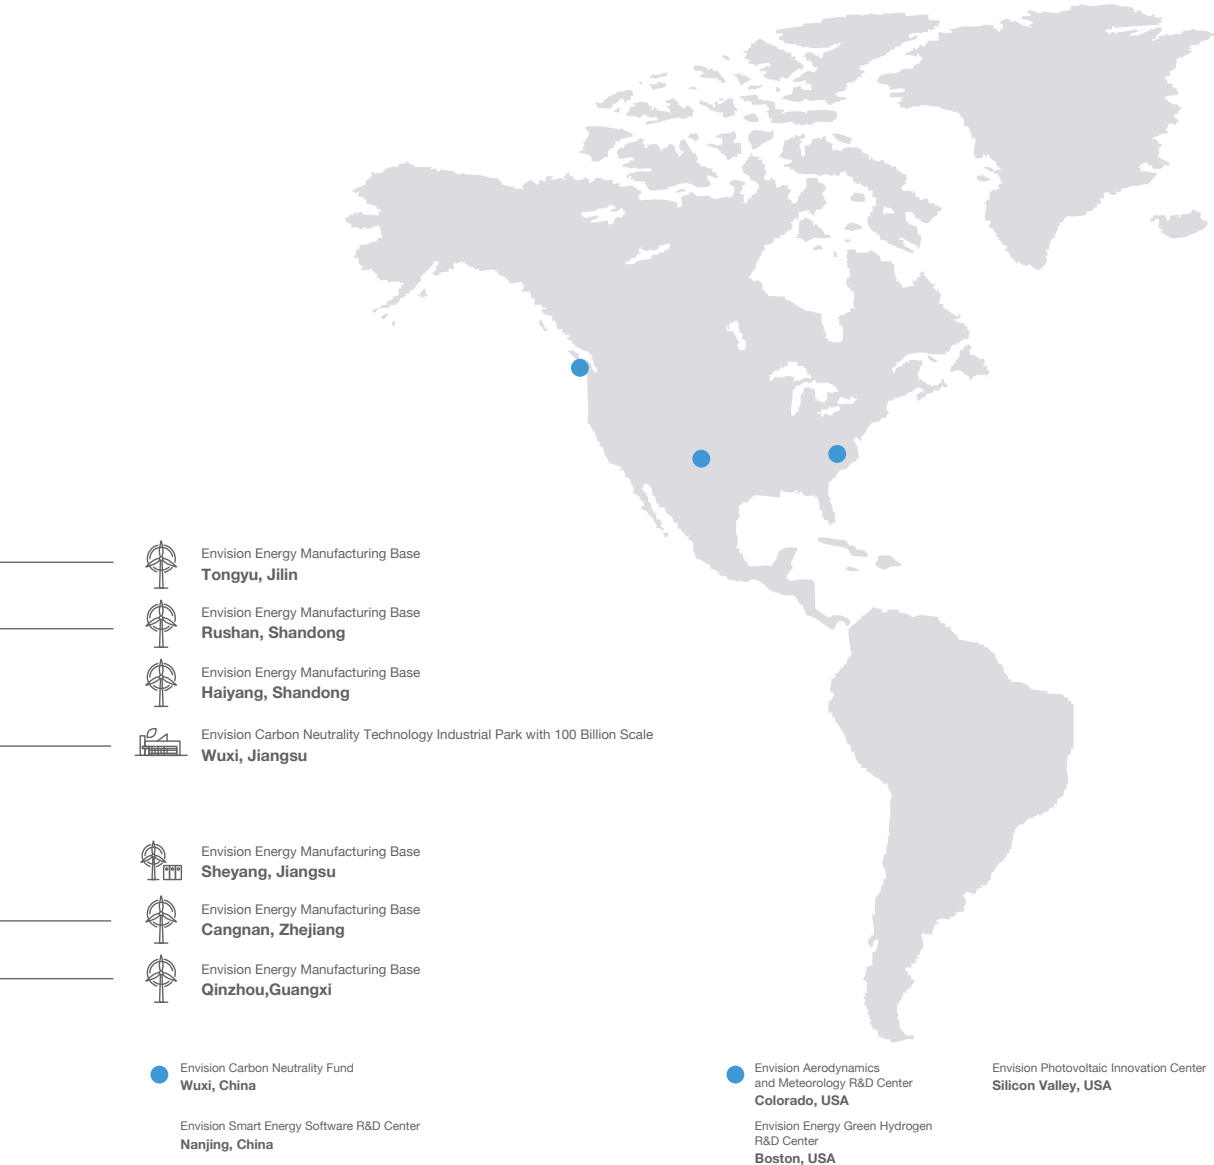 Envision Energy Manufacturing Base
Tongyu, Jilin
Envision Energy Manufacturing Base
Rushan, Shandong
Envision Energy Manufacturing Base
Haiyang, Shandong
Envision Carbon Neutrality Technology Industrial Park with 100 Billion Scale
Wuxi, Jiangsu
Envision Energy Manufacturing Base
Sheyang, Jiangsu
Envision Energy Manufacturing Base
Cangnan, Zhejiang
Envision Energy Manufacturing Base
Qinzhou,Guangxi
Envision Carbon Neutrality Fund
Wuxi, China
Envision Smart Energy Software R&D Center
Nanjing, China
Envision Aerodynamics
and Meteorology R&D Center
Colorado, USA
Envision Energy Green Hydrogen
R&D Center
Boston, USA
Envision Photovoltaic Innovation Center
Silicon Valley, USA